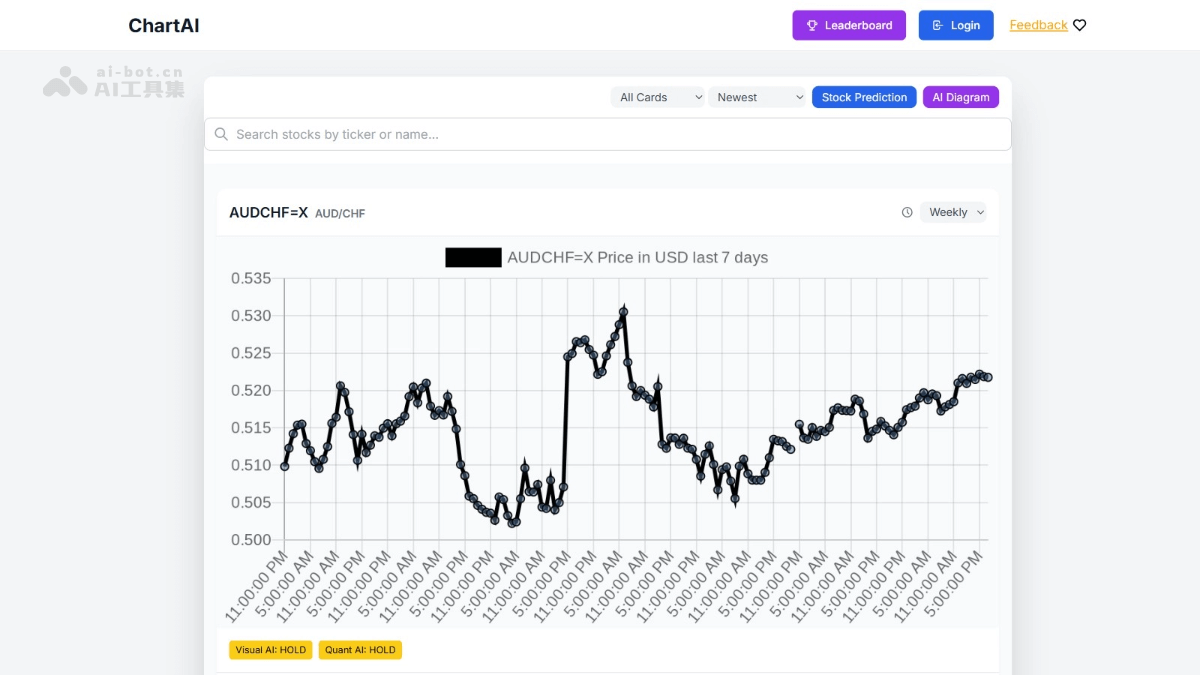 ChartAI
Leaderboard
Login
Feedback
ai-bot.cn
AI工具集
All Cards
Newest
Stock Prediction
AI Diagram
Search stocks by ticker or name...
AUDCHF=X AUD/CHF
Weekly
AUDCHF=X Price in USD last 7 days
0.535
0.530
0.525
0.520
0.515
0.510
0.505
0.500
11:00:00 PM
5:00:00 AM
11:00:00 AM
5:00:00 PM
11:00:00 PM
5:00:00 AM
11:00:00 AM
5:00:00 PM
11:00:00 PM
5:00:00 AM
11:00:00 AM
5:00:00 PM
11:00:00 PM
5:00:00 AM
11:00:00 AM
5:00:00 PM
11:00:00 PM
5:00:00 AM
11:00:00 AM
5:00:00 PM
11:00:00 PM
5:00:00 AM
11:00:00 AM
5:00:00 PM
11:00:00 PM
5:00:00 AM
11:00:00 AM
5:00:00 PM
Visual AI: HOLD
Quant AI: HOLD